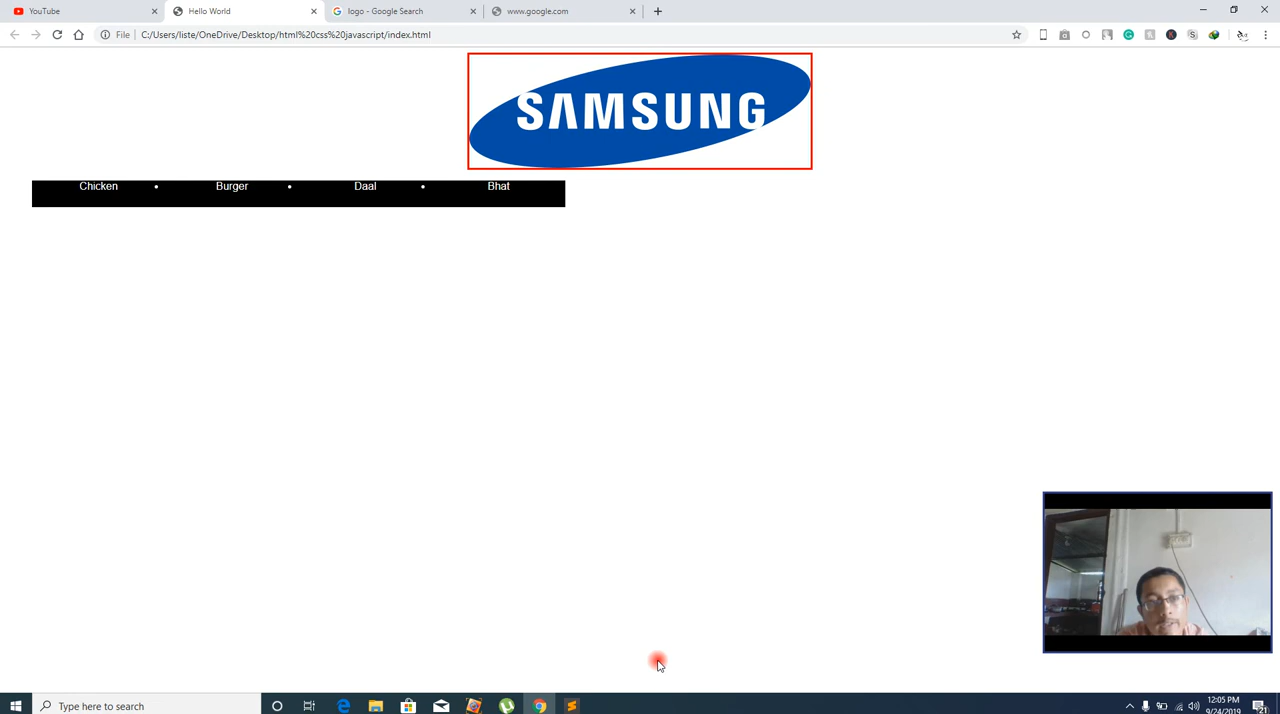 YouTube
Hello World
logo - Google Search
www.google.com
File
C:/Users/liste/OneDrive/Desktop/html%20css%20javascript/index.html
SAMSUNG
Chicken • Burger • Daal • Bhat
Type here to search
12:05 PM
9/24/2019
21